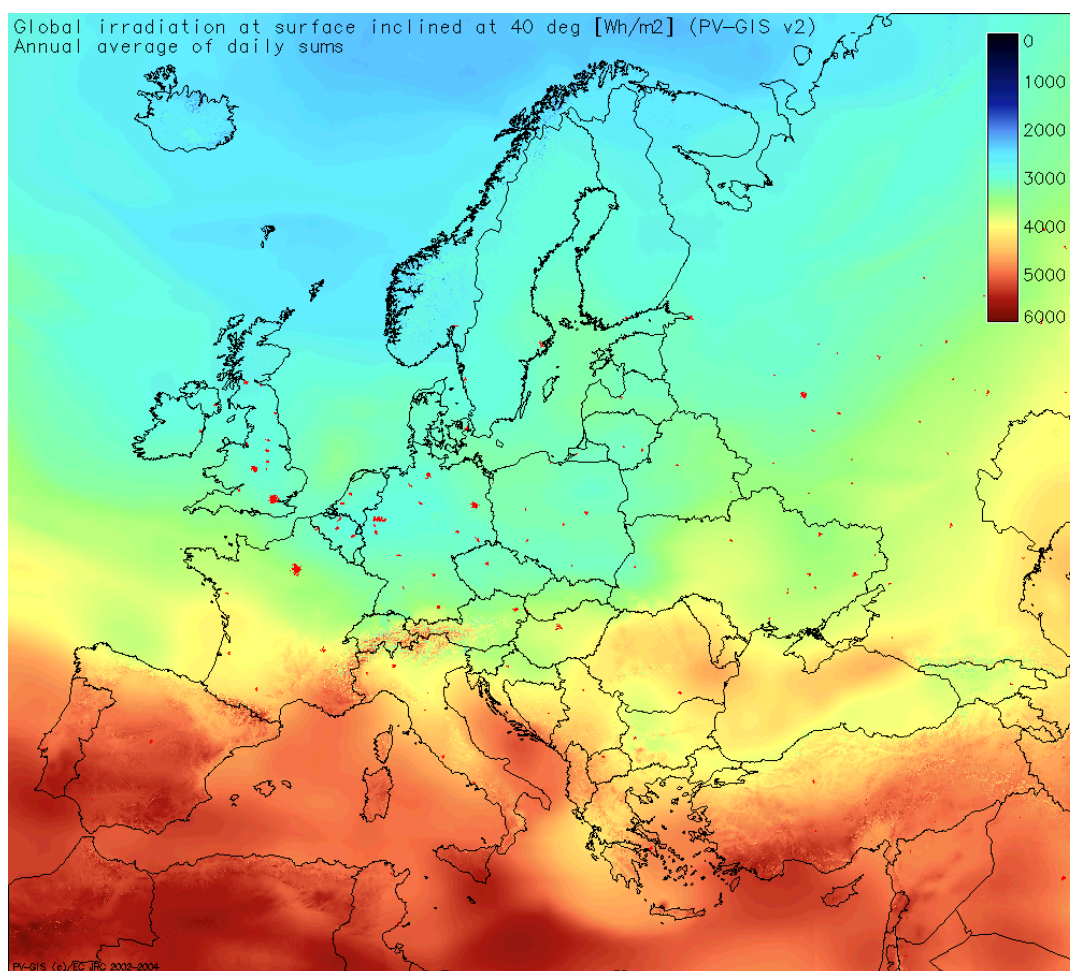 Global irradiation at surface inclined at 40 deg [Wh/m2] (PV-GIS v2)
Annual average of daily sums
0
1000
2000
3000
4000
5000
6000
PV-GIS (c)/EC JRC 2002-2004